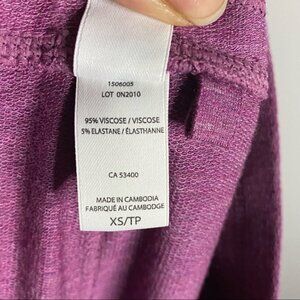 1506005
LOT 0N2010
95% VISCOSE / VISCOSE
5% ELASTANE / ÉLASTHANNE
CA 53400
MADE IN CAMBODIA
FABRIQUÉ AU CAMBODGE
XS/TP